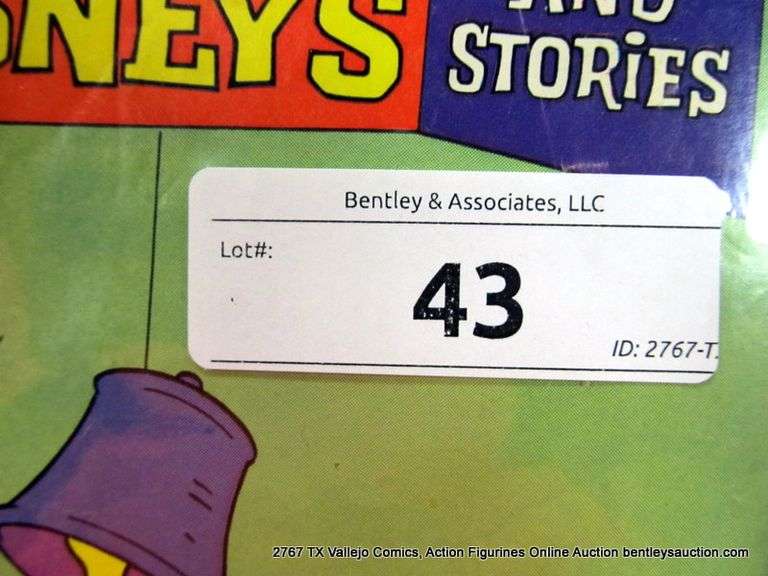 SNEYS
AND
STORiES
Bentley & Associates, LLC
Lot#:
43
ID: 2767-T
2767 TX Vallejo Comics, Action Figurines Online Auction bentleysauction.com